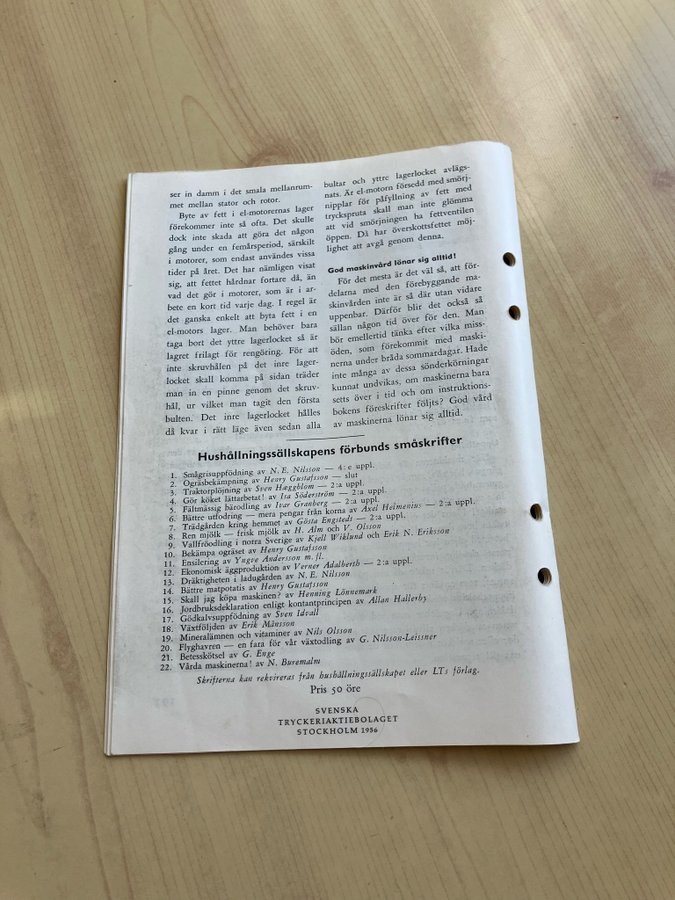 ser in damm i det smala mellanrum-
met mellan stator och rotor.
Byte av fett i el-motorernas lager
förekommer inte så ofta. Det skulle
dock inte skada att göra det någon
gång under en femårsperiod, särskilt
i motorer, som endast användes vissa
tider på året. Det har nämligen visat
sig, att fettet hårdnar fortare då, än
vad det gör i motorer, som är i ar-
bete en kort tid varje dag. I regel är
det ganska enkelt att byta fett i en
el-motors lager. Man behöver bara
taga bort det yttre lagerlocket så är
lagret frilagt för rengöring. För att
inte skruvhålen på det inre lager-
locket skall komma på sidan träder
man in en pinne genom det skruv-
hål, ur vilket man tagit den första
bulten. Det inre lagerlocket hålles
då kvar i rätt läge även sedan alla
bultar och yttre lagerlocket avlägs-
nats. Är el-motorn försedd med smörj-
nipplar för påfyllning av fett med
tryckspruta skall man inte glömma
att vid smörjningen ha fettventilen
öppen. Då har överskottsfettet möj-
lighet att avgå genom denna.
God maskinvård lönar sig alltid!
För det mesta är det väl så, att för-
delarna med den förebyggande ma-
skinvården inte är så där utan vidare
uppenbar. Därför blir det också så
sällan någon tid över för den. Man
bör emellertid tänka efter vilka miss-
öden, som förekommit med maski-
nerna under bråda sommardagar. Hade
inte många av dessa sönderkörningar
kunnat undvikas, om maskinerna bara
setts över i tid och om instruktions-
bokens föreskrifter följts? God vård
av maskinerna lönar sig alltid.
Hushållningssällskapens förbunds småskrifter
1. Smågrisuppfödning av N. E. Nilsson — 4:e uppl.
2. Ogräsbekämpning av Henry Gustafsson — slut
3. Traktorplöjning av Sven Hæggblom — 2:a uppl.
4. Gör köket lättarbetat! av Isa Söderström — 2:a uppl.
5. Fältmässig bärodling av Ivar Granberg — 2:a uppl.
6. Bättre utfodring — mera pengar från korna av Axel Helmenius — 2:a uppl.
7. Trädgården kring hemmet av Gösta Engstedt — 2:a uppl.
8. Ren mjölk — frisk mjölk av H. Alm och V. Olsson
9. Vallfröodling i norra Sverige av Kjell Wiklund och Erik N. Eriksson
10. Bekämpa ogräset av Henry Gustafsson
11. Ensilering av Yngve Andersson m. fl.
12. Ekonomisk äggproduktion av Verner Adalberth — 2:a uppl.
13. Dräktigheten i ladugården av N. E. Nilsson
14. Bättre matpotatis av Henry Gustafsson
15. Skall jag köpa maskinen? av Henning Lönnemark
16. Jordbruksdeklaration enligt kontantprincipen av Allan Hallerby
17. Gödkalvsuppfödning av Sven Idvall
18. Växtföljden av Erik Månsson
19. Mineralämnen och vitaminer av Nils Olsson
20. Flyghavren — en fara för vår växtodling av G. Nilsson-Leissner
21. Betesskötsel av G. Enge
22. Vårda maskinerna! av N. Buremalm
Skrifterna kan rekvireras från hushållningssällskapet eller LT:s förlag.
Pris 50 öre
SVENSKA
TRYCKERIAKTIEBOLAGET
STOCKHOLM 1956